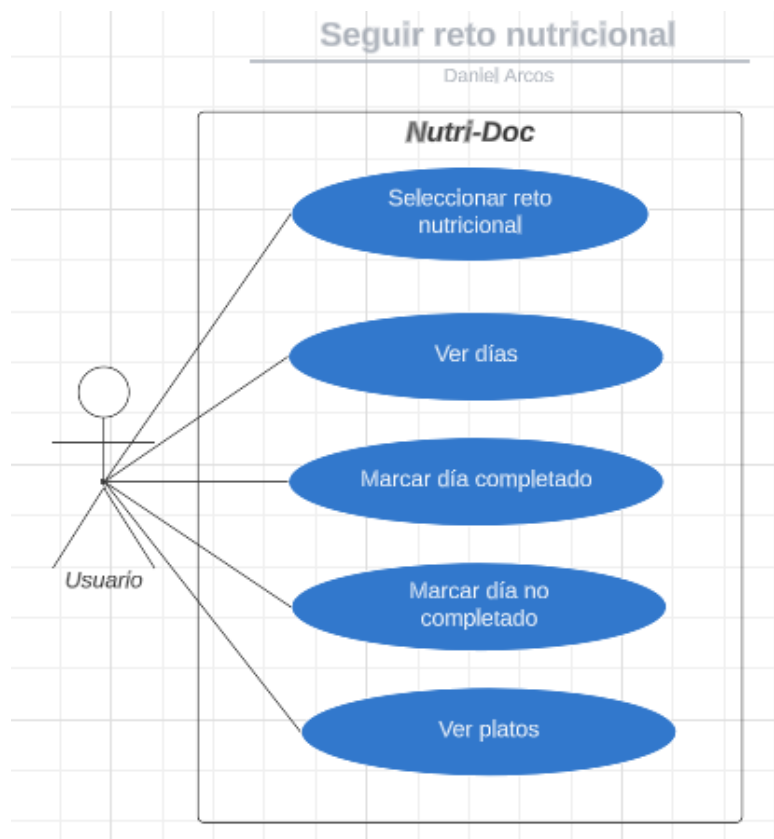 Seguir reto nutricional
Daniel Arcos
Nutri-Doc
Seleccionar reto
nutricional
Ver días
Marcar día completado
Marcar día no
completado
Usuario
Ver platos